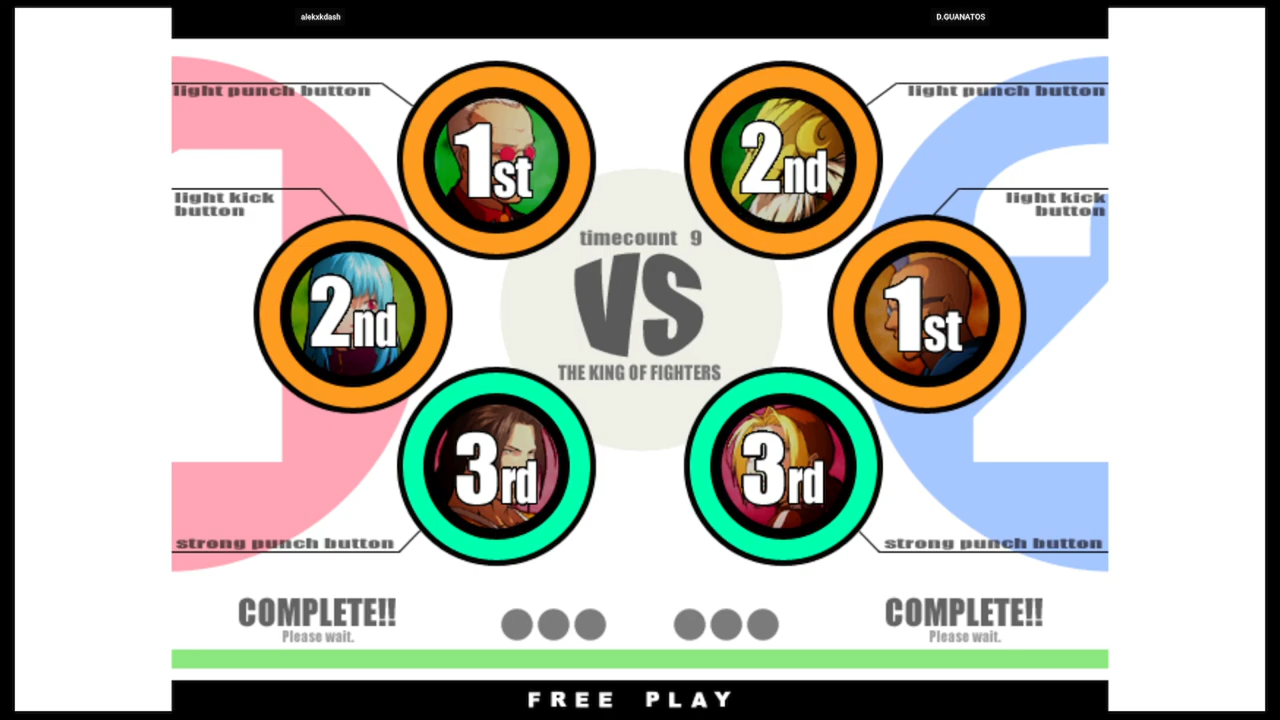 alekxkdash
D.GUANATOS
light punch button
light punch button
1st
2nd
light kick
button
light kick
button
timecount 9
VS
THE KING OF FIGHTERS
2nd
1st
3rd
3rd
strong punch button
strong punch button
COMPLETE!!
Please wait.
COMPLETE!!
Please wait.
FREE PLAY